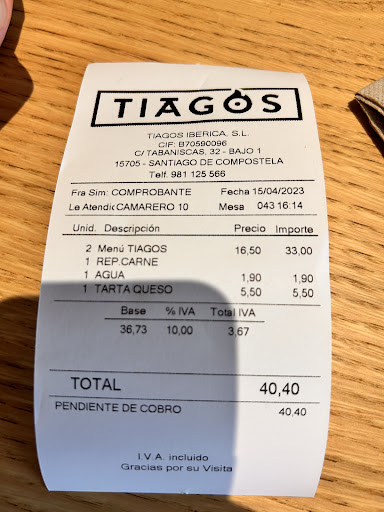 TIAGOS
TIAGOS IBERICA, S.L.
CIF: B70590096
C/ TABANISCAS, 32 - BAJO 1
15705 - SANTIAGO DE COMPOSTELA
Telf. 981 125 566
Fra Sim: COMPROBANTE Fecha 15/04/2023
Le Atendic CAMARERO 10 Mesa 043 16:14
Unid. Descripción Precio Importe
2 Menú TIAGOS 16,50 33,00
1 REP.CARNE
1 AGUA 1,90 1,90
1 TARTA QUESO 5,50 5,50
Base % IVA Total IVA
36,73 10,00 3,67
TOTAL 40,40
PENDIENTE DE COBRO 40,40
I.V.A. incluido
Gracias por su Visita